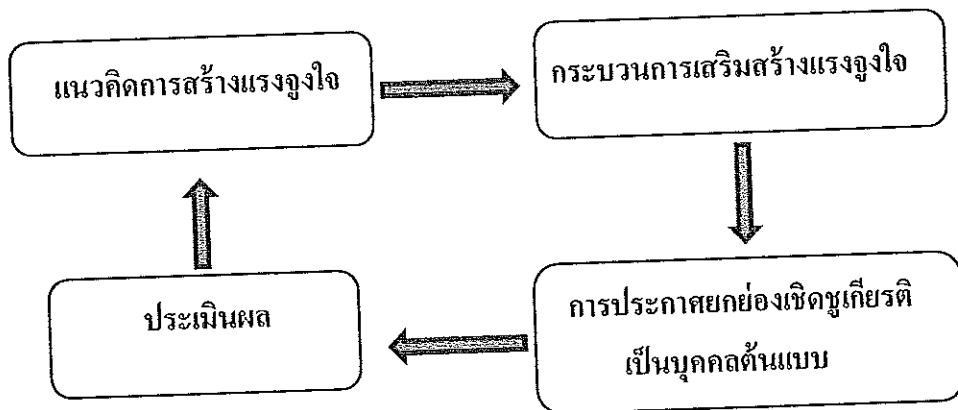 แนวคิดการสร้างแรงจูงใจ
กระบวนการเสริมสร้างแรงจูงใจ
การประกาศยกย่องเชิดชูเกียรติ
เป็นบุคคลต้นแบบ
ประเมินผล